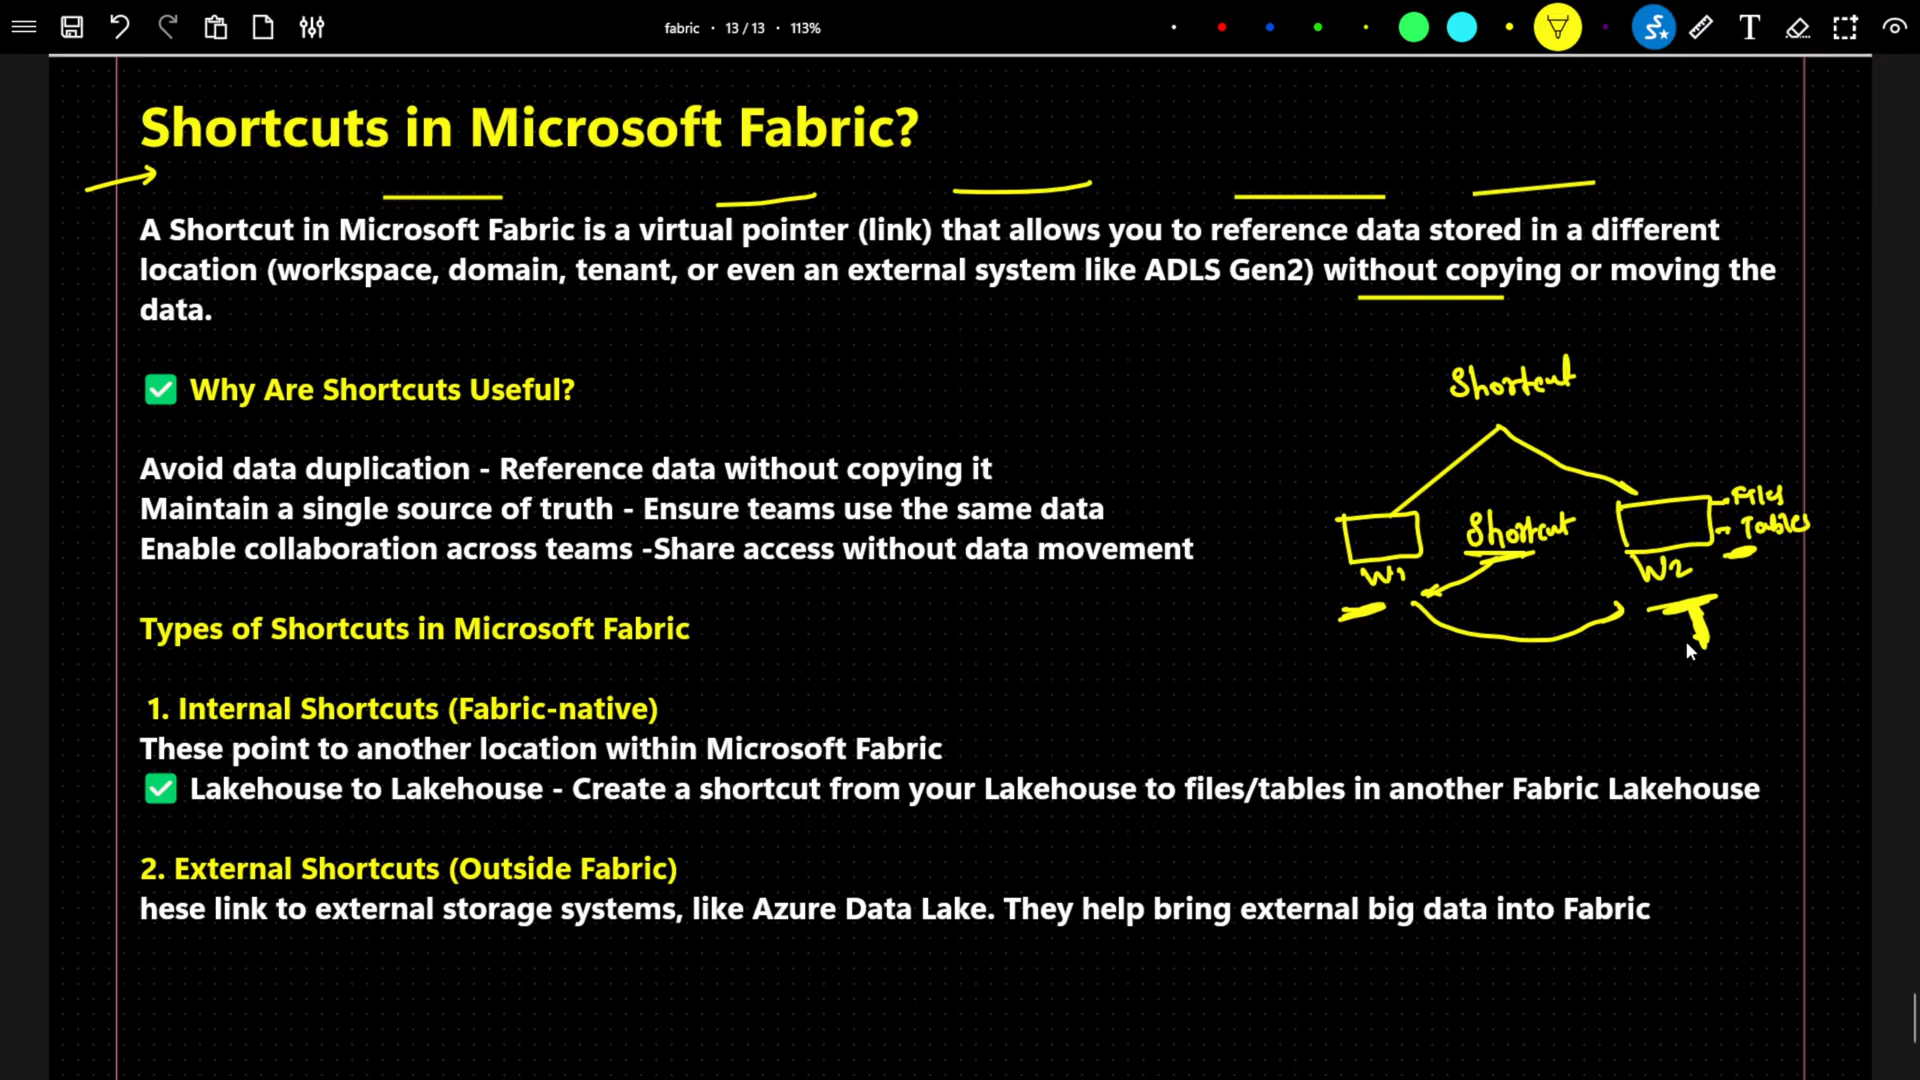 fabric • 13 / 13 • 113%
Shortcuts in Microsoft Fabric?
A Shortcut in Microsoft Fabric is a virtual pointer (link) that allows you to reference data stored in a different
location (workspace, domain, tenant, or even an external system like ADLS Gen2) without copying or moving the
data.
Shortcut
Why Are Shortcuts Useful?
Avoid data duplication - Reference data without copying it
Maintain a single source of truth - Ensure teams use the same data
Enable collaboration across teams -Share access without data movement
Files
Shortcut
Tables
W1
W2
Types of Shortcuts in Microsoft Fabric
1. Internal Shortcuts (Fabric-native)
These point to another location within Microsoft Fabric
Lakehouse to Lakehouse - Create a shortcut from your Lakehouse to files/tables in another Fabric Lakehouse
2. External Shortcuts (Outside Fabric)
hese link to external storage systems, like Azure Data Lake. They help bring external big data into Fabric